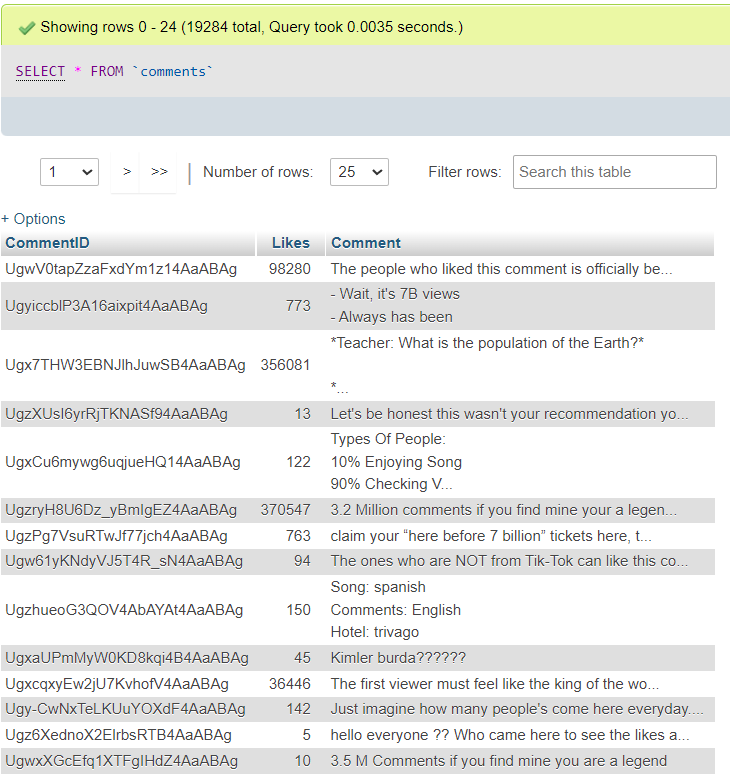 Showing rows 0 - 24 (19284 total, Query took 0.0035 seconds.)
SELECT * FROM `comments`
1 > >> | Number of rows: 25 Filter rows: Search this table
+ Options
CommentID Likes Comment
UgwV0tapZzaFxdYm1z14AaABAg 98280 The people who liked this comment is officially be...
UgyiccblP3A16aixpit4AaABAg 773 - Wait, it's 7B views
- Always has been
Ugx7THW3EBNJlhJuwSB4AaABAg 356081 *Teacher: What is the population of the Earth?*
*...
UgzXUsl6yrRjTKNASf94AaABAg 13 Let's be honest this wasn't your recommendation yo...
UgxCu6mywg6uqjueHQ14AaABAg 122 Types Of People:
10% Enjoying Song
90% Checking V...
UgzryH8U6Dz_yBmIgEZ4AaABAg 370547 3.2 Million comments if you find mine your a legen...
UgzPg7VsuRTwJf77jch4AaABAg 763 claim your “here before 7 billion” tickets here, t...
Ugw61yKNdyVJ5T4R_sN4AaABAg 94 The ones who are NOT from Tik-Tok can like this co...
UgzhueoG3QOV4AbAYAt4AaABAg 150 Song: spanish
Comments: English
Hotel: trivago
UgxaUPmMyW0KD8kqi4B4AaABAg 45 Kimler burda??????
UgxcqxyEw2jU7KvhofV4AaABAg 36446 The first viewer must feel like the king of the wo...
Ugy-CwNxTeLKUuYOXdF4AaABAg 142 Just imagine how many people's come here everyday....
Ugz6XednoX2ElrbsRTB4AaABAg 5 hello everyone ?? Who came here to see the likes a...
UgwxXGcEfq1XTFgIHdZ4AaABAg 10 3.5 M Comments if you find mine you are a legend